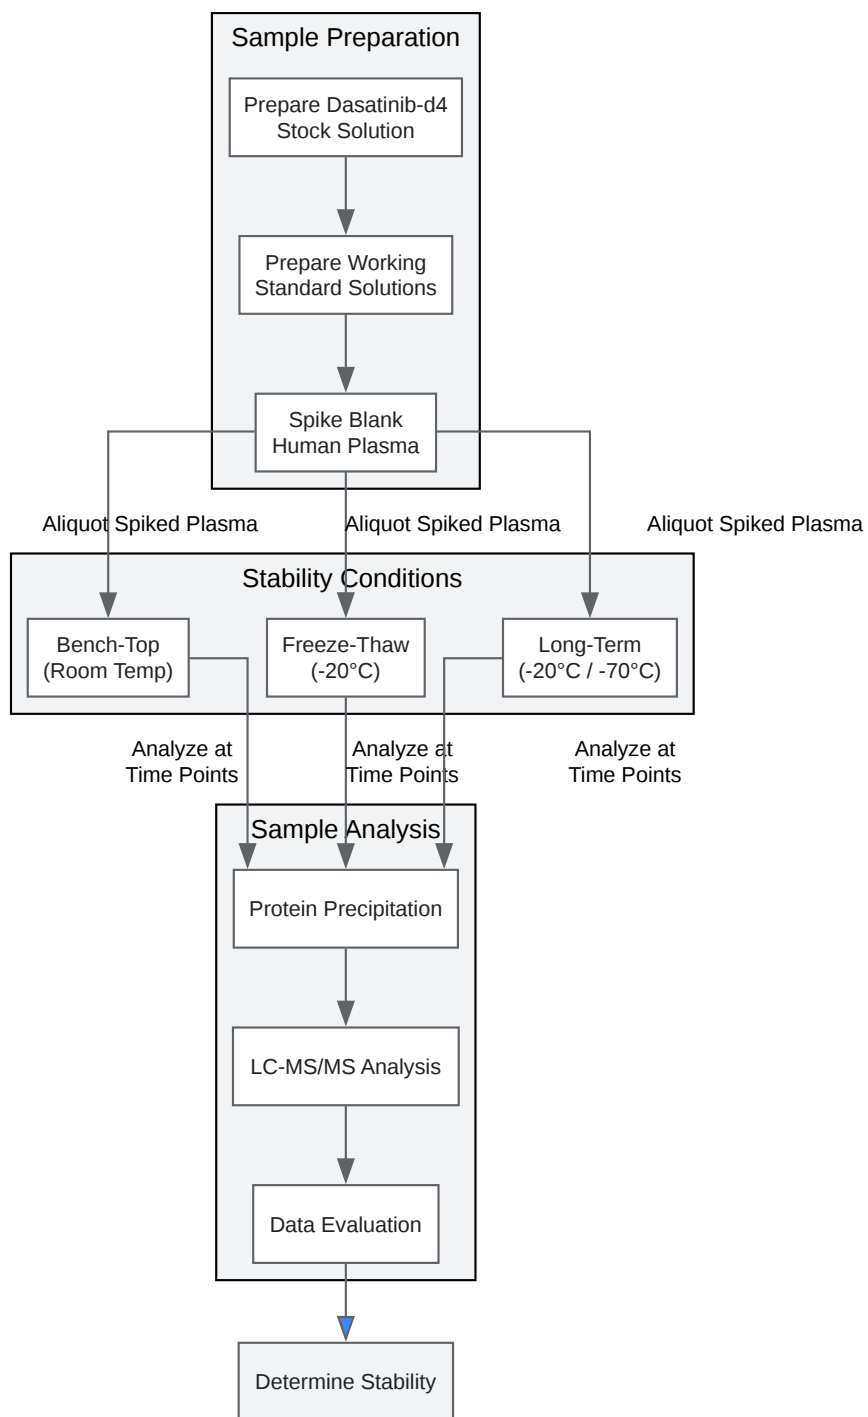 Sample Preparation
Prepare Dasatinib-d4
Stock Solution
Prepare Working
Standard Solutions
Spike Blank
Human Plasma
Aliquot Spiked Plasma
Aliquot Spiked Plasma
Aliquot Spiked Plasma
Stability Conditions
Bench-Top
(Room Temp)
Freeze-Thaw
(-20°C)
Long-Term
(-20°C / -70°C)
Analyze at
Time Points
Analyze at
Time Points
Analyze at
Time Points
Sample Analysis
Protein Precipitation
LC-MS/MS Analysis
Data Evaluation
Determine Stability